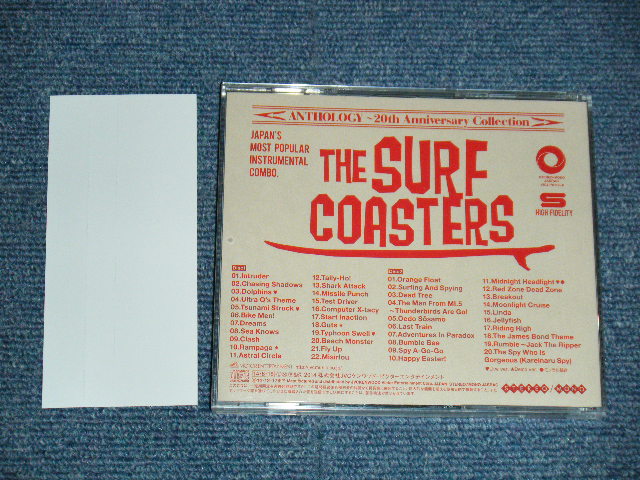 ANTHOLOGY ~20th Anniversary Collection
JAPAN'S
MOST POPULAR
INSTRUMENTAL
COMBO.
THE SURF
COASTERS
HIGH FIDELITY
01.Intruder
02.Chasing Shadows
03.Dolphins ♥
04.Ultra Q's Theme
05.Tsunami Struck ♥
06.Bike Men!
07.Dreams
08.Sea Knows
09.Clash
10.Rampage
11.Astral Circle
12.Tally-Ho!
13.Shark Attack
14.Missile Punch
15.Test Driver
16.Computer X-tacy
17.Start Inaction
18.Guts
19.Typhoon Swell ♥
20.Beach Monster
21.Fly Up
22.Misirlou
01.Orange Float
02.Surfing And Spying
03.Dead Tree
04.The Man From MI.5
~Thunderbirds Are Go!
05.Oedo Sōsamo
06.Last Train
07.Adventures In Paradox
08.Bumble Bee
09.Spy A-Go-Go
10.Happy Easter!
11.Midnight Headlight
12.Red Zone Dead Zone
13.Breakout
14.Moonlight Cruise
15.Linda
16.Jellyfish
17.Riding High
18.The James Bond Theme
19.Rumble~Jack The Ripper
20.The Spy Who Is
Gorgeous (Kareinaru Spy)
STEREO / MONO